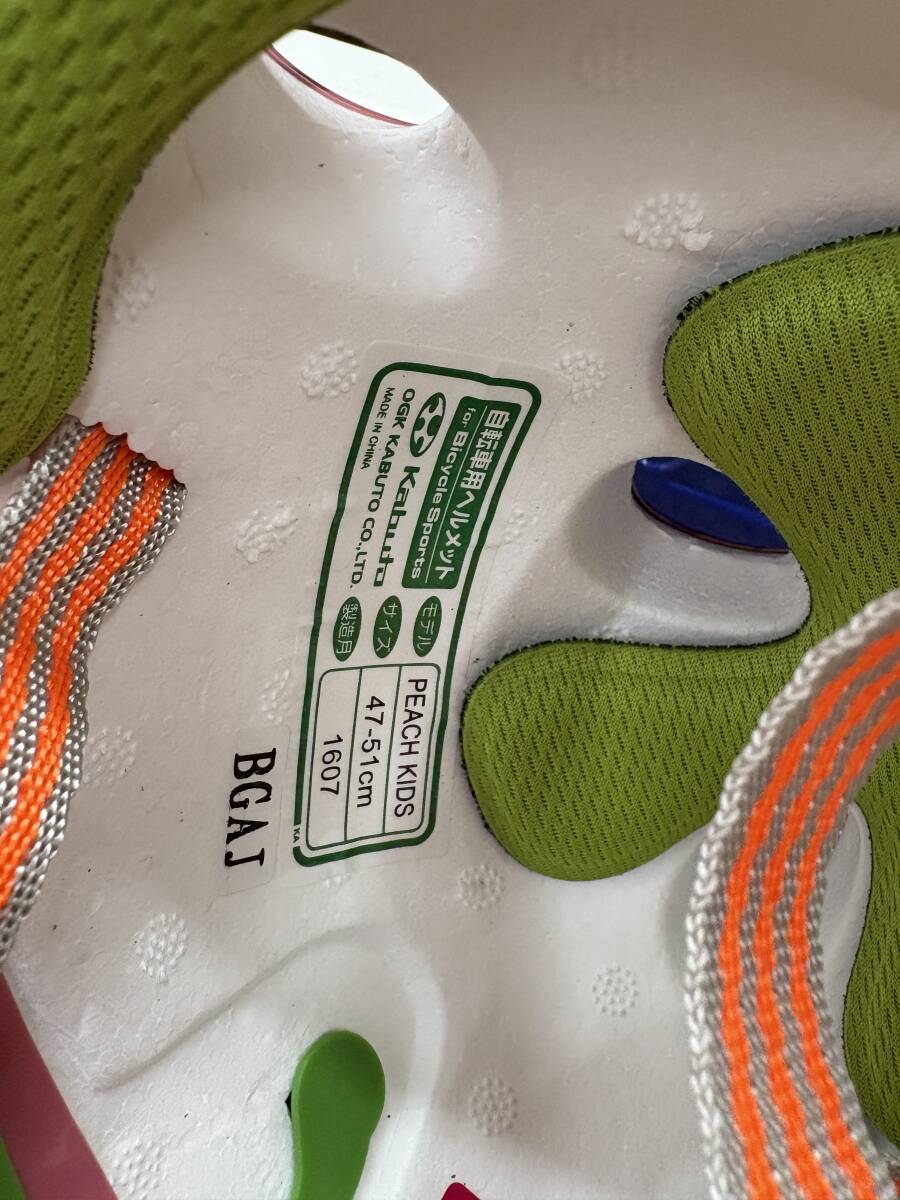 自転車用ヘルメット
for Bicycle Sports
Kabuto
OGK KABUTO CO.,LTD.
MADE IN CHINA
モデル PEACH KIDS
サイズ 47-51cm
製造月 1607
KA
BGAJ